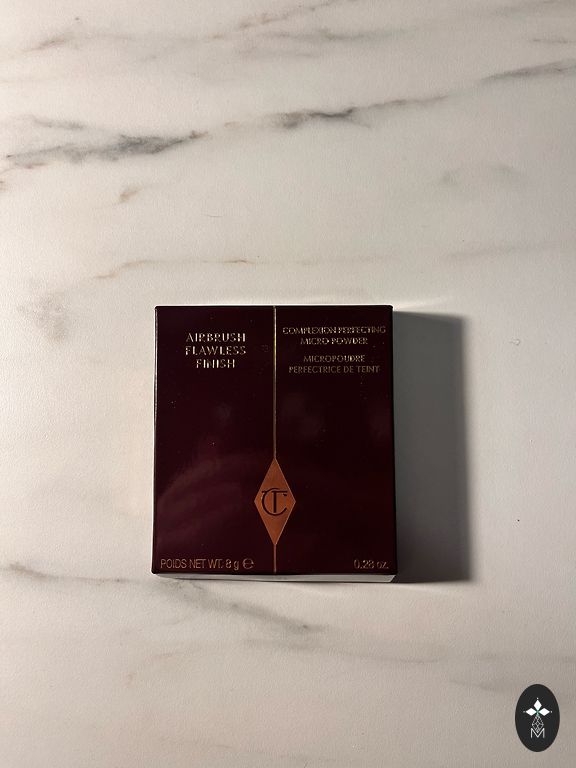 AIRBRUSH
FLAWLESS
FINISH
COMPLEXION PERFECTING
MICRO-POWDER
MICROPOUDRE
PERFECTRICE DE TEINT
CT
POIDS NET WT. 8 g ℮
0.28 oz.
M